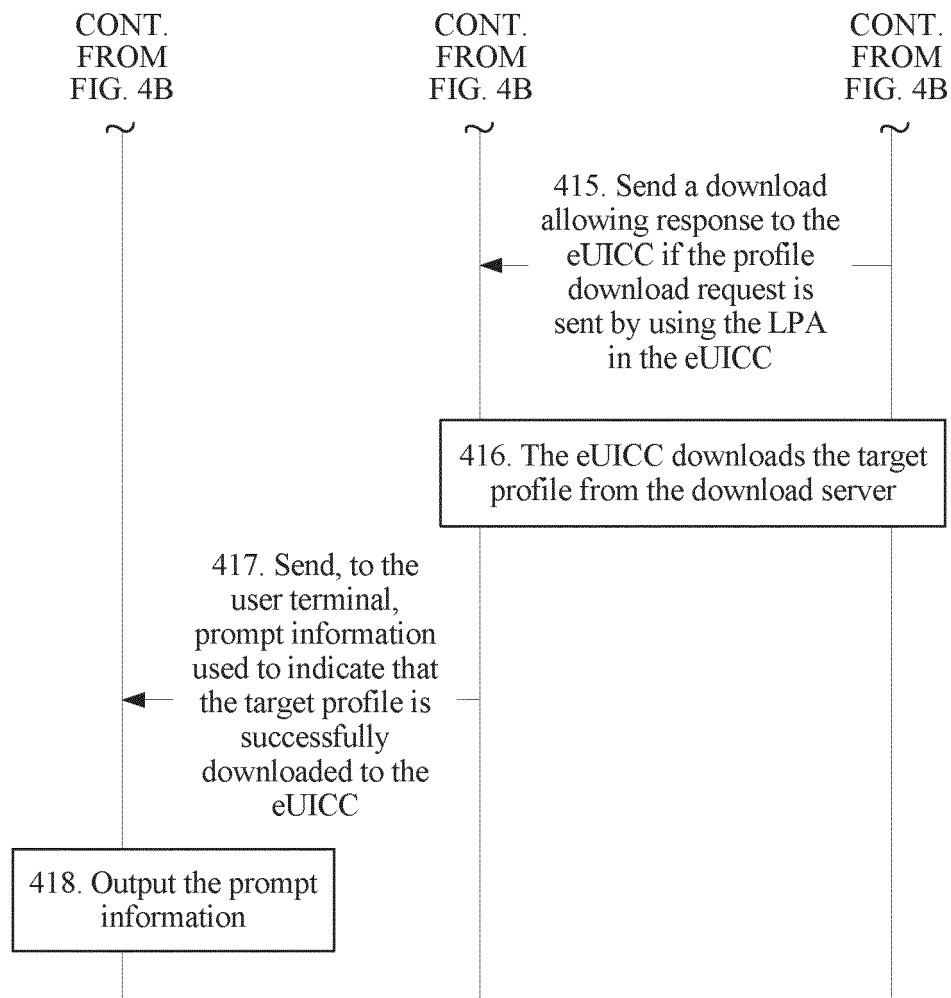 CONT.
FROM
FIG. 4B
CONT.
FROM
FIG. 4B
CONT.
FROM
FIG. 4B
415. Send a download
allowing response to the
eUICC if the profile
download request is
sent by using the LPA
in the eUICC
416. The eUICC downloads the target
profile from the download server
417. Send, to the
user terminal,
prompt information
used to indicate that
the target profile is
successfully
downloaded to the
eUICC
418. Output the prompt
information